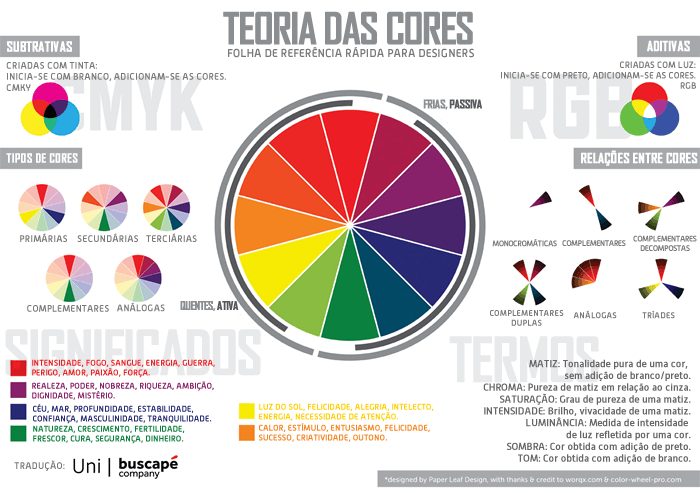 TEORIA DAS CORES
FOLHA DE REFERÊNCIA RÁPIDA PARA DESIGNERS
SUBTRATIVAS
CRIADAS COM TINTA:
INICIA-SE COM BRANCO, ADICIONAM-SE AS CORES.
CMKY
CMYK
ADITIVAS
CRIADAS COM LUZ:
INICIA-SE COM PRETO, ADICIONAM-SE AS CORES.
RGB
RGB
FRIAS, PASSIVA
QUENTES, ATIVA
TIPOS DE CORES
PRIMÁRIAS
SECUNDÁRIAS
TERCIÁRIAS
COMPLEMENTARES
ANÁLOGAS
RELAÇÕES ENTRE CORES
MONOCROMÁTICAS
COMPLEMENTARES
COMPLEMENTARES
DECOMPOSTAS
COMPLEMENTARES
DUPLAS
ANÁLOGAS
TRÍADES
SIGNIFICADOS
INTENSIDADE, FOGO, SANGUE, ENERGIA, GUERRA,
PERIGO, AMOR, PAIXÃO, FORÇA.
REALEZA, PODER, NOBREZA, RIQUEZA, AMBIÇÃO,
DIGNIDADE, MISTÉRIO.
CÉU, MAR, PROFUNDIDADE, ESTABILIDADE,
CONFIANÇA, MASCULINIDADE, TRANQUILIDADE.
NATUREZA, CRESCIMENTO, FERTILIDADE,
FRESCOR, CURA, SEGURANÇA, DINHEIRO.
LUZ DO SOL, FELICIDADE, ALEGRIA, INTELECTO,
ENERGIA, NECESSIDADE DE ATENÇÃO.
CALOR, ESTÍMULO, ENTUSIASMO, FELICIDADE,
SUCESSO, CRIATIVIDADE, OUTONO.
TERMOS
MATIZ: Tonalidade pura de uma cor,
sem adição de branco/preto.
CHROMA: Pureza de matiz em relação ao cinza.
SATURAÇÃO: Grau de pureza de uma matiz.
INTENSIDADE: Brilho, vivacidade de uma matiz.
LUMINÂNCIA: Medida de intensidade
de luz refletida por uma cor.
SOMBRA: Cor obtida com adição de preto.
TOM: Cor obtida com adição de branco.
TRADUÇÃO: Uni | buscapé
company
*designed by Paper Leaf Design, with thanks & credit to worqx.com & color-wheel-pro.com